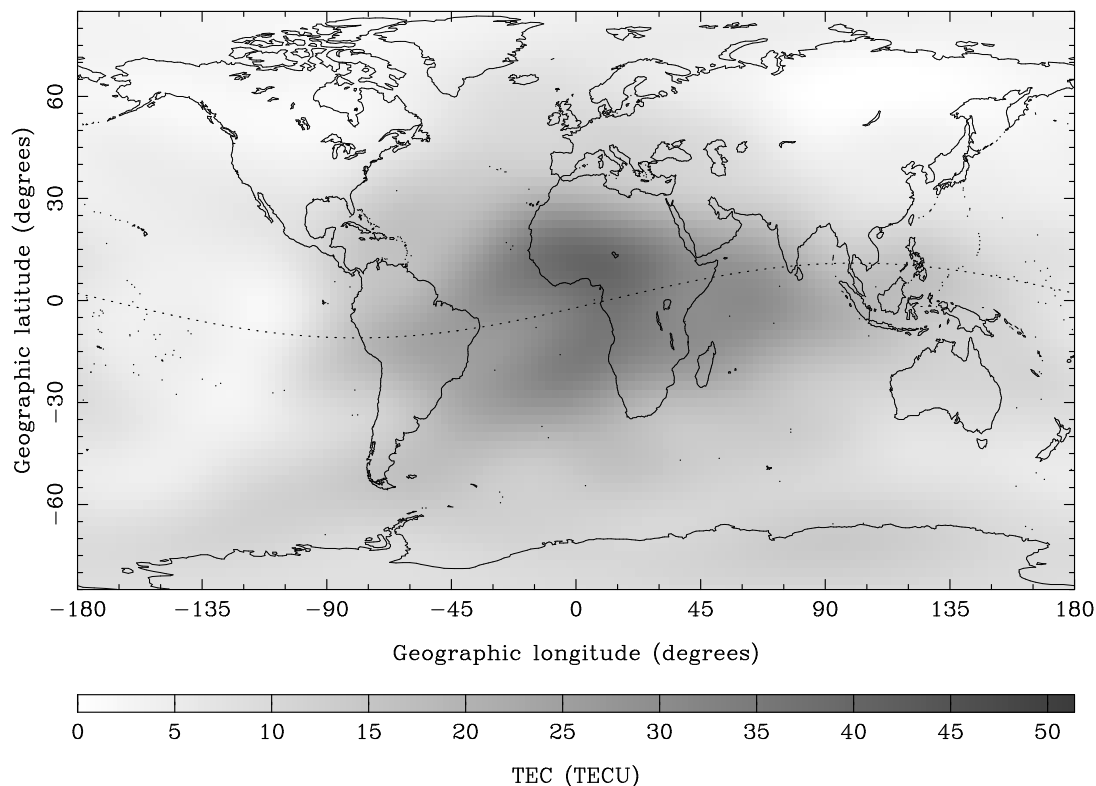 Geographic latitude (degrees)
60
30
0
−30
−60
−180 −135 −90 −45 0 45 90 135 180
Geographic longitude (degrees)
0 5 10 15 20 25 30 35 40 45 50
TEC (TECU)